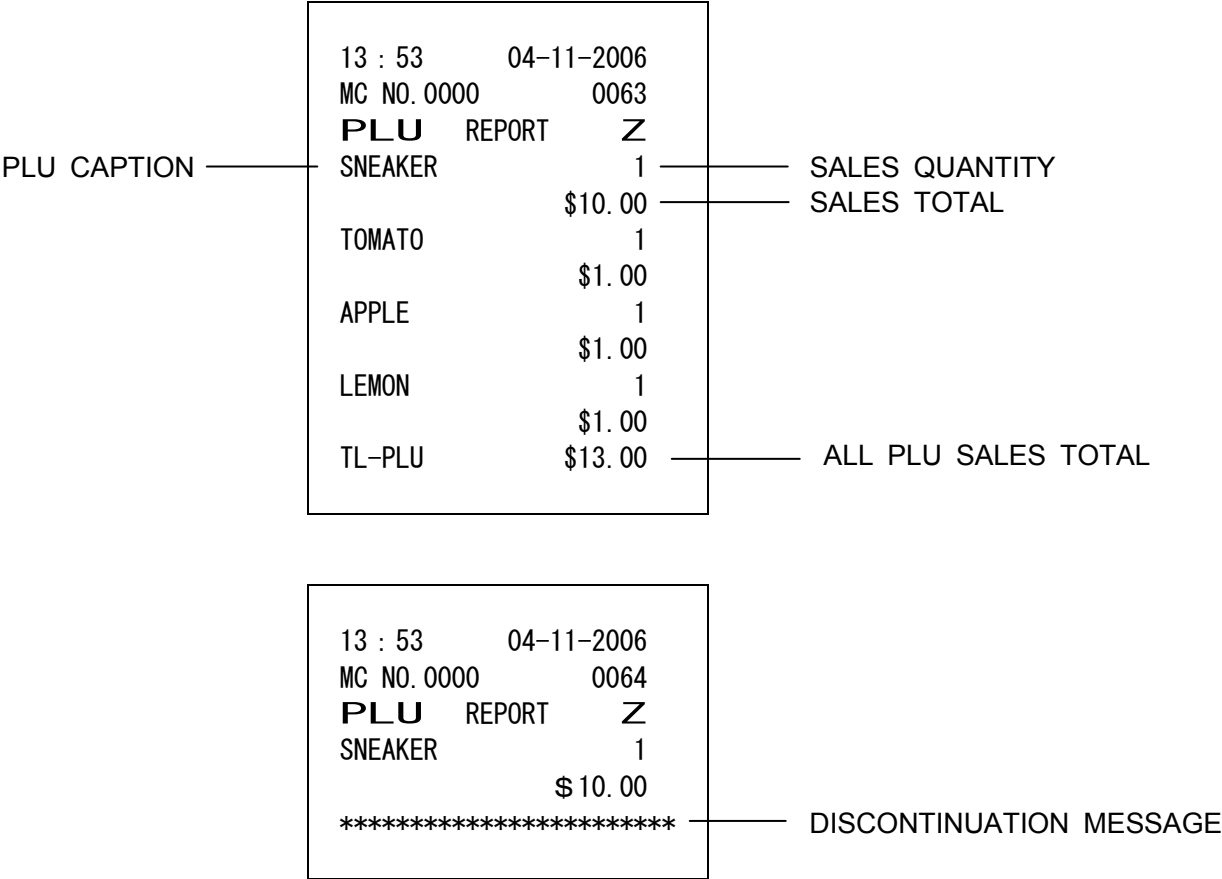 13：53 04-11-2006
MC NO.0000 0063
PLU REPORT Z
PLU CAPTION SNEAKER 1 SALES QUANTITY
$10.00 SALES TOTAL
TOMATO 1
$1.00
APPLE 1
$1.00
LEMON 1
$1.00
TL-PLU $13.00 ALL PLU SALES TOTAL
13：53 04-11-2006
MC NO.0000 0064
PLU REPORT Z
SNEAKER 1
$10.00
************************ DISCONTINUATION MESSAGE